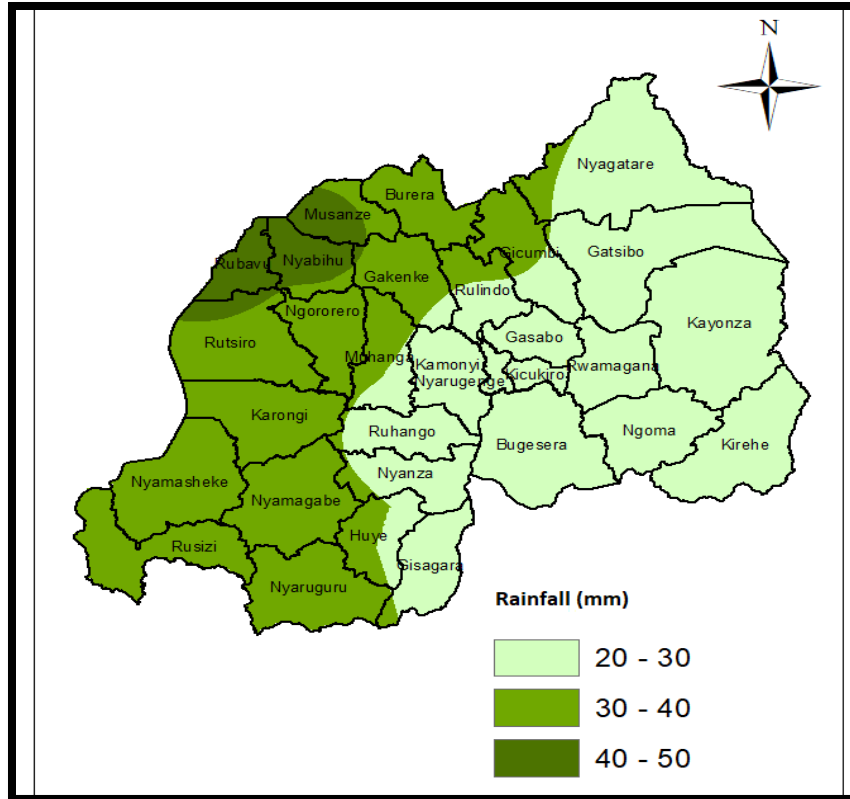 N
Nyagatare
Burera
Musanze
Gicumbi
Gatsibo
Rubavu
Nyabihu
Gakenke
Rulindo
Ngororero
Kayonza
Gasabo
Rutsiro
Muhanga
Kamonyi
Rwamagana
Kicukiro
Nyarugenge
Karongi
Ruhango
Ngoma
Bugesera
Kirehe
Nyanza
Nyamasheke
Nyamagabe
Huye
Rusizi
Gisagara
Nyaruguru
Rainfall (mm)
20 - 30
30 - 40
40 - 50